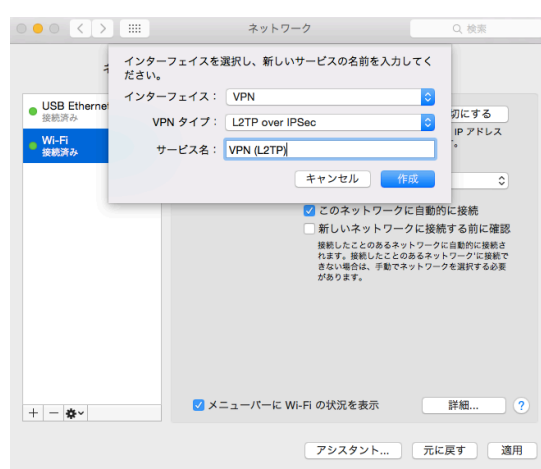 ネットワーク
検索
インターフェイスを選択し、新しいサービスの名前を入力してく
ださい。
インターフェイス：
VPN
VPN タイプ：
L2TP over IPSec
サービス名：
VPN (L2TP)
キャンセル
作成
USB Etherne
接続済み
Wi-Fi
接続済み
切にする
IP アドレス
このネットワークに自動的に接続
新しいネットワークに接続する前に確認
接続したことのあるネットワークに自動的に接続さ
れます。接続したことのあるネットワークに接続で
きない場合は、手動でネットワークを選択する必要
があります。
メニューバーに Wi-Fi の状況を表示
詳細...
?
アシスタント...
元に戻す
適用